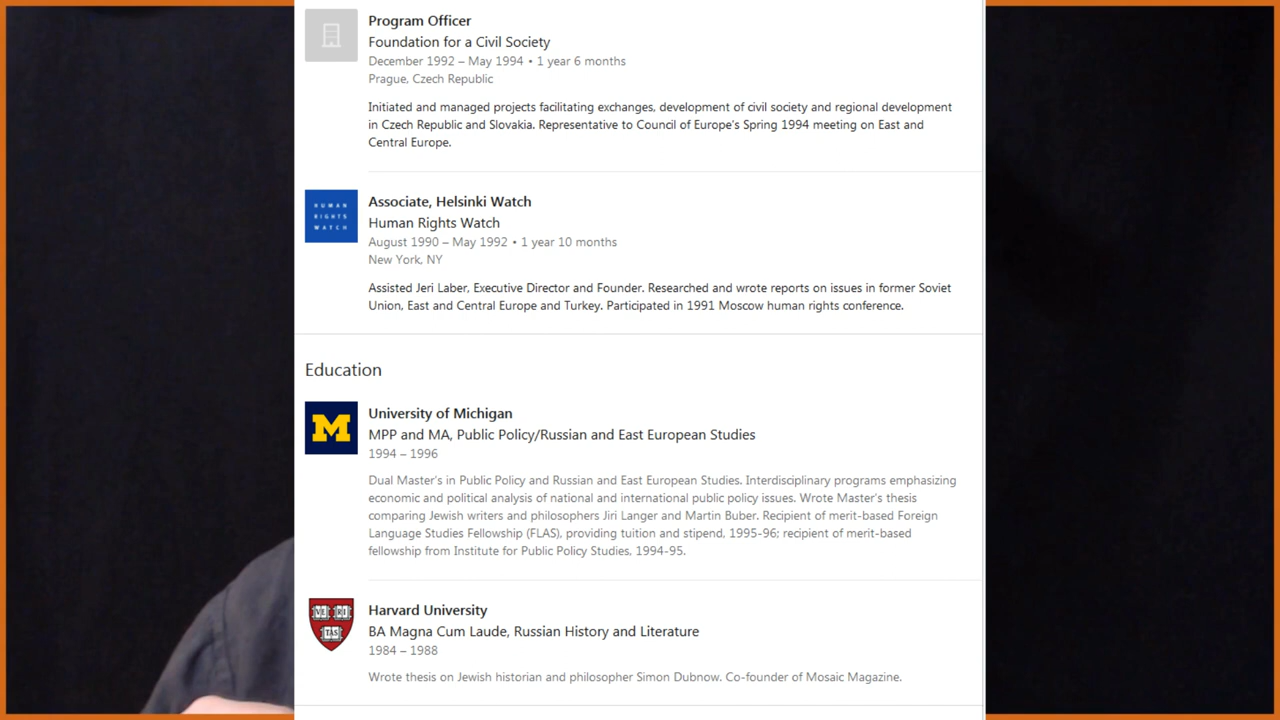 Program Officer
Foundation for a Civil Society
December 1992 – May 1994 • 1 year 6 months
Prague, Czech Republic
Initiated and managed projects facilitating exchanges, development of civil society and regional development
in Czech Republic and Slovakia. Representative to Council of Europe's Spring 1994 meeting on East and
Central Europe.
HUMAN
RIGHTS
WATCH
Associate, Helsinki Watch
Human Rights Watch
August 1990 – May 1992 • 1 year 10 months
New York, NY
Assisted Jeri Laber, Executive Director and Founder. Researched and wrote reports on issues in former Soviet
Union, East and Central Europe and Turkey. Participated in 1991 Moscow human rights conference.
Education
M
University of Michigan
MPP and MA, Public Policy/Russian and East European Studies
1994 – 1996
Dual Master's in Public Policy and Russian and East European Studies. Interdisciplinary programs emphasizing
economic and political analysis of national and international public policy issues. Wrote Master's thesis
comparing Jewish writers and philosophers Jiri Langer and Martin Buber. Recipient of merit-based Foreign
Language Studies Fellowship (FLAS), providing tuition and stipend, 1995-96; recipient of merit-based
fellowship from Institute for Public Policy Studies, 1994-95.
VE RI
TAS
Harvard University
BA Magna Cum Laude, Russian History and Literature
1984 – 1988
Wrote thesis on Jewish historian and philosopher Simon Dubnow. Co-founder of Mosaic Magazine.